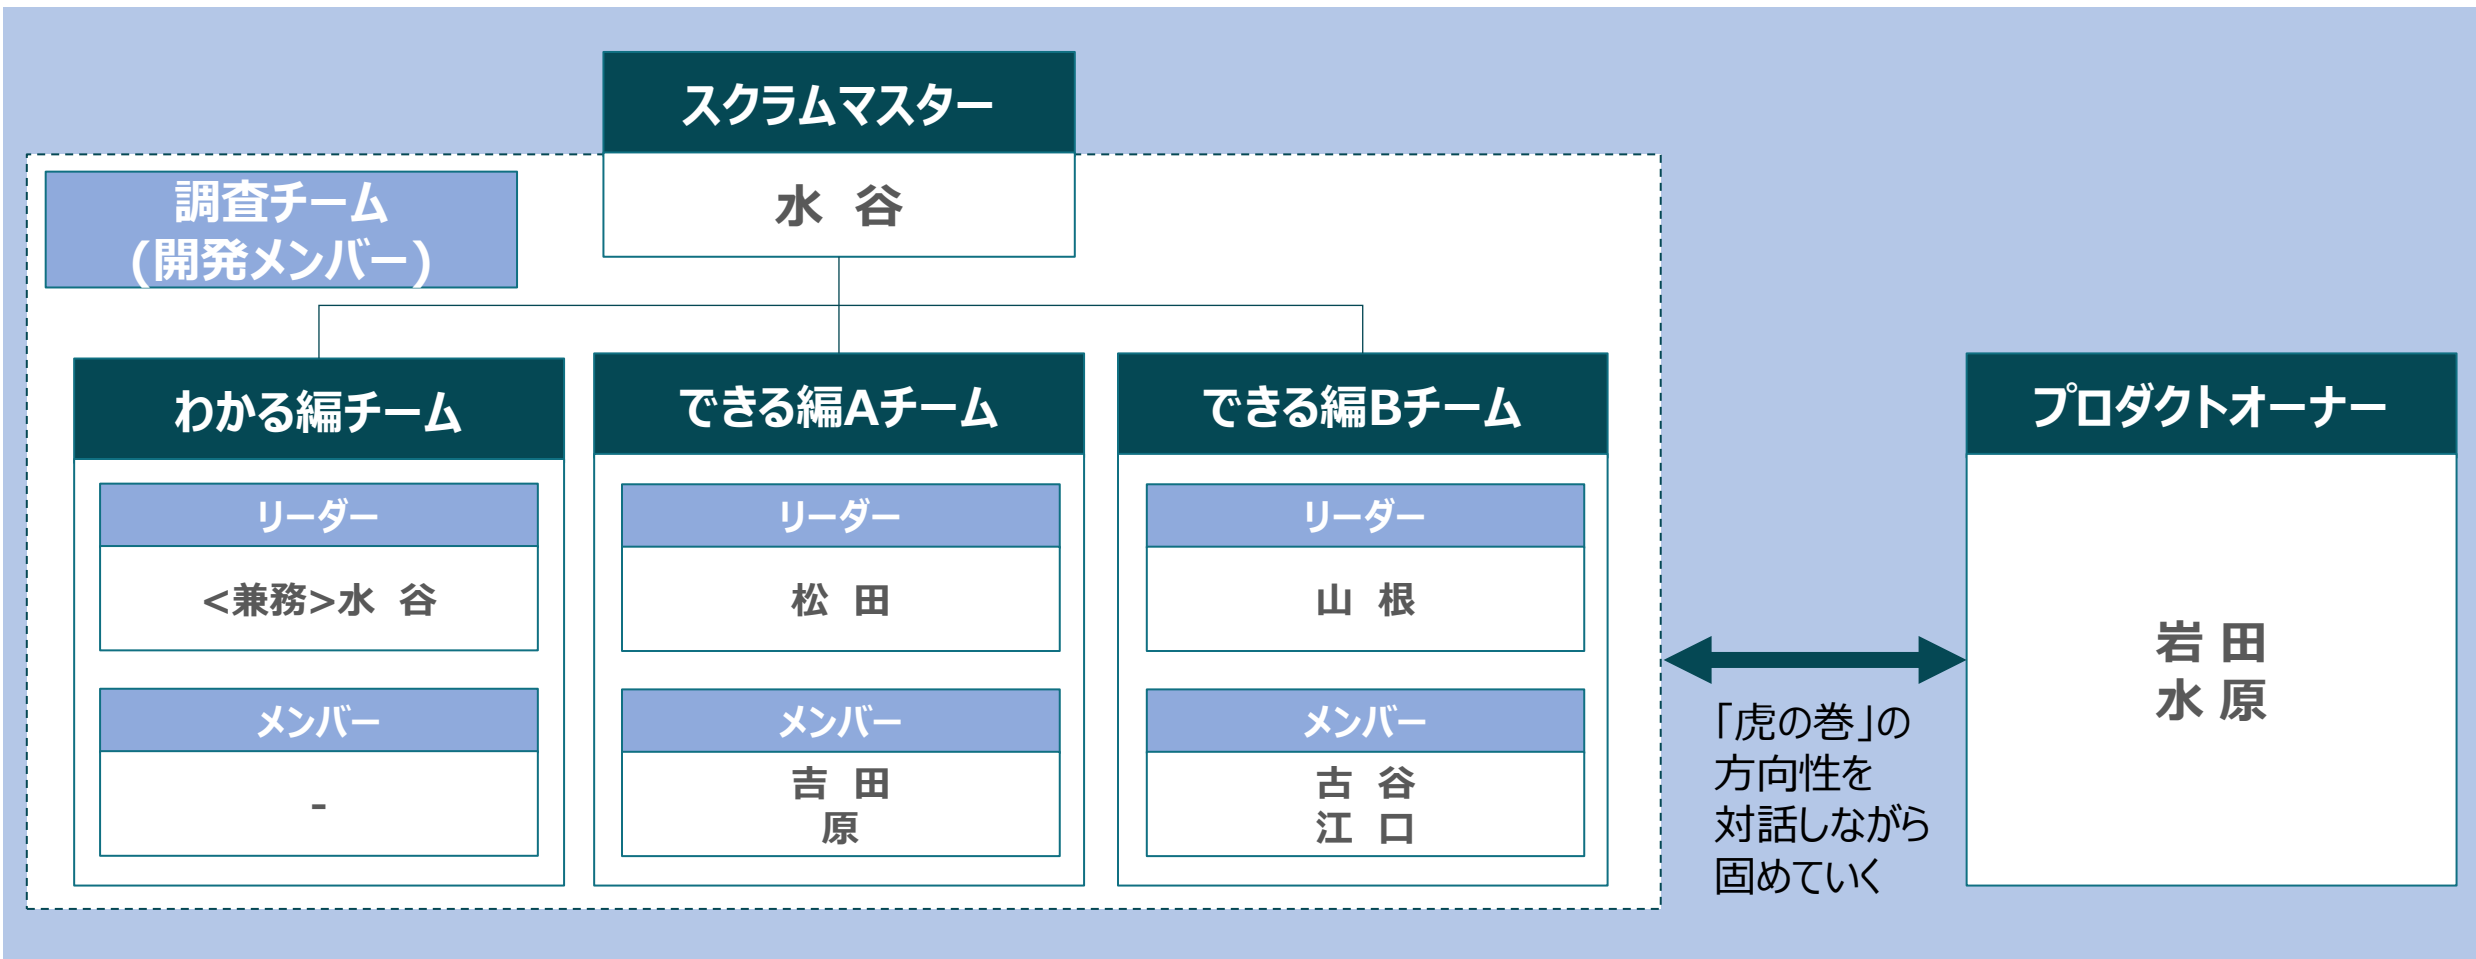 スクラムマスター
水 谷
調査チーム
(開発メンバー)
わかる編チーム
リーダー
<兼務>水 谷
メンバー
-
できる編Aチーム
リーダー
松 田
メンバー
吉 田
原
できる編Bチーム
リーダー
山 根
メンバー
古 谷
江 口
「虎の巻」の
方向性を
対話しながら
固めていく
プロダクトオーナー
岩 田
水 原